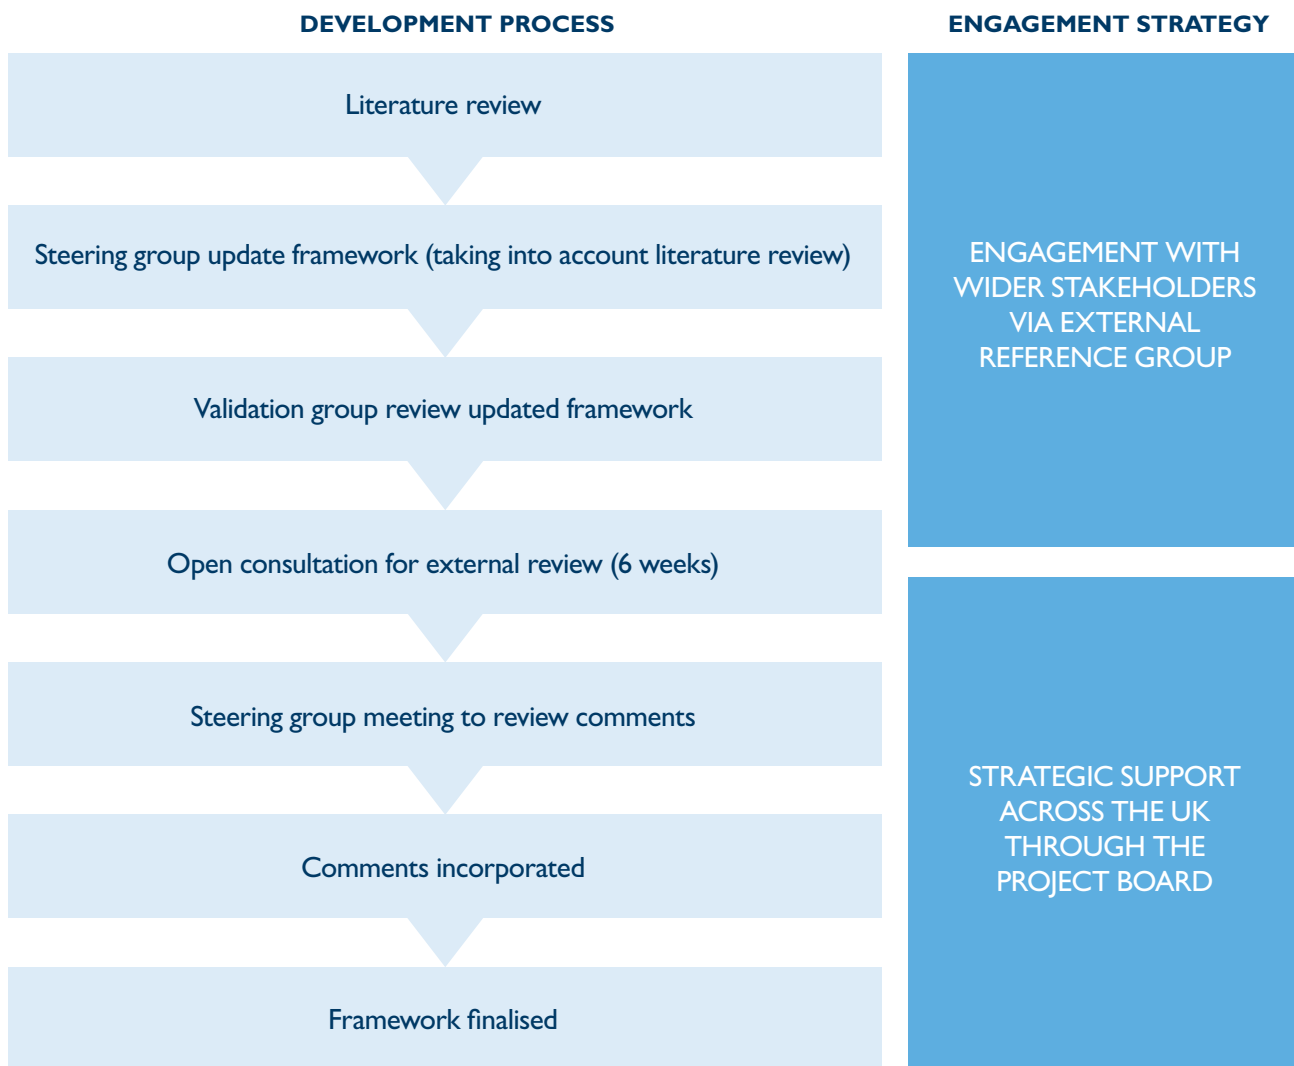 DEVELOPMENT PROCESS
Literature review
Steering group update framework (taking into account literature review)
Validation group review updated framework
Open consultation for external review (6 weeks)
Steering group meeting to review comments
Comments incorporated
Framework finalised
ENGAGEMENT STRATEGY
ENGAGEMENT WITH
WIDER STAKEHOLDERS
VIA EXTERNAL
REFERENCE GROUP
STRATEGIC SUPPORT
ACROSS THE UK
THROUGH THE
PROJECT BOARD